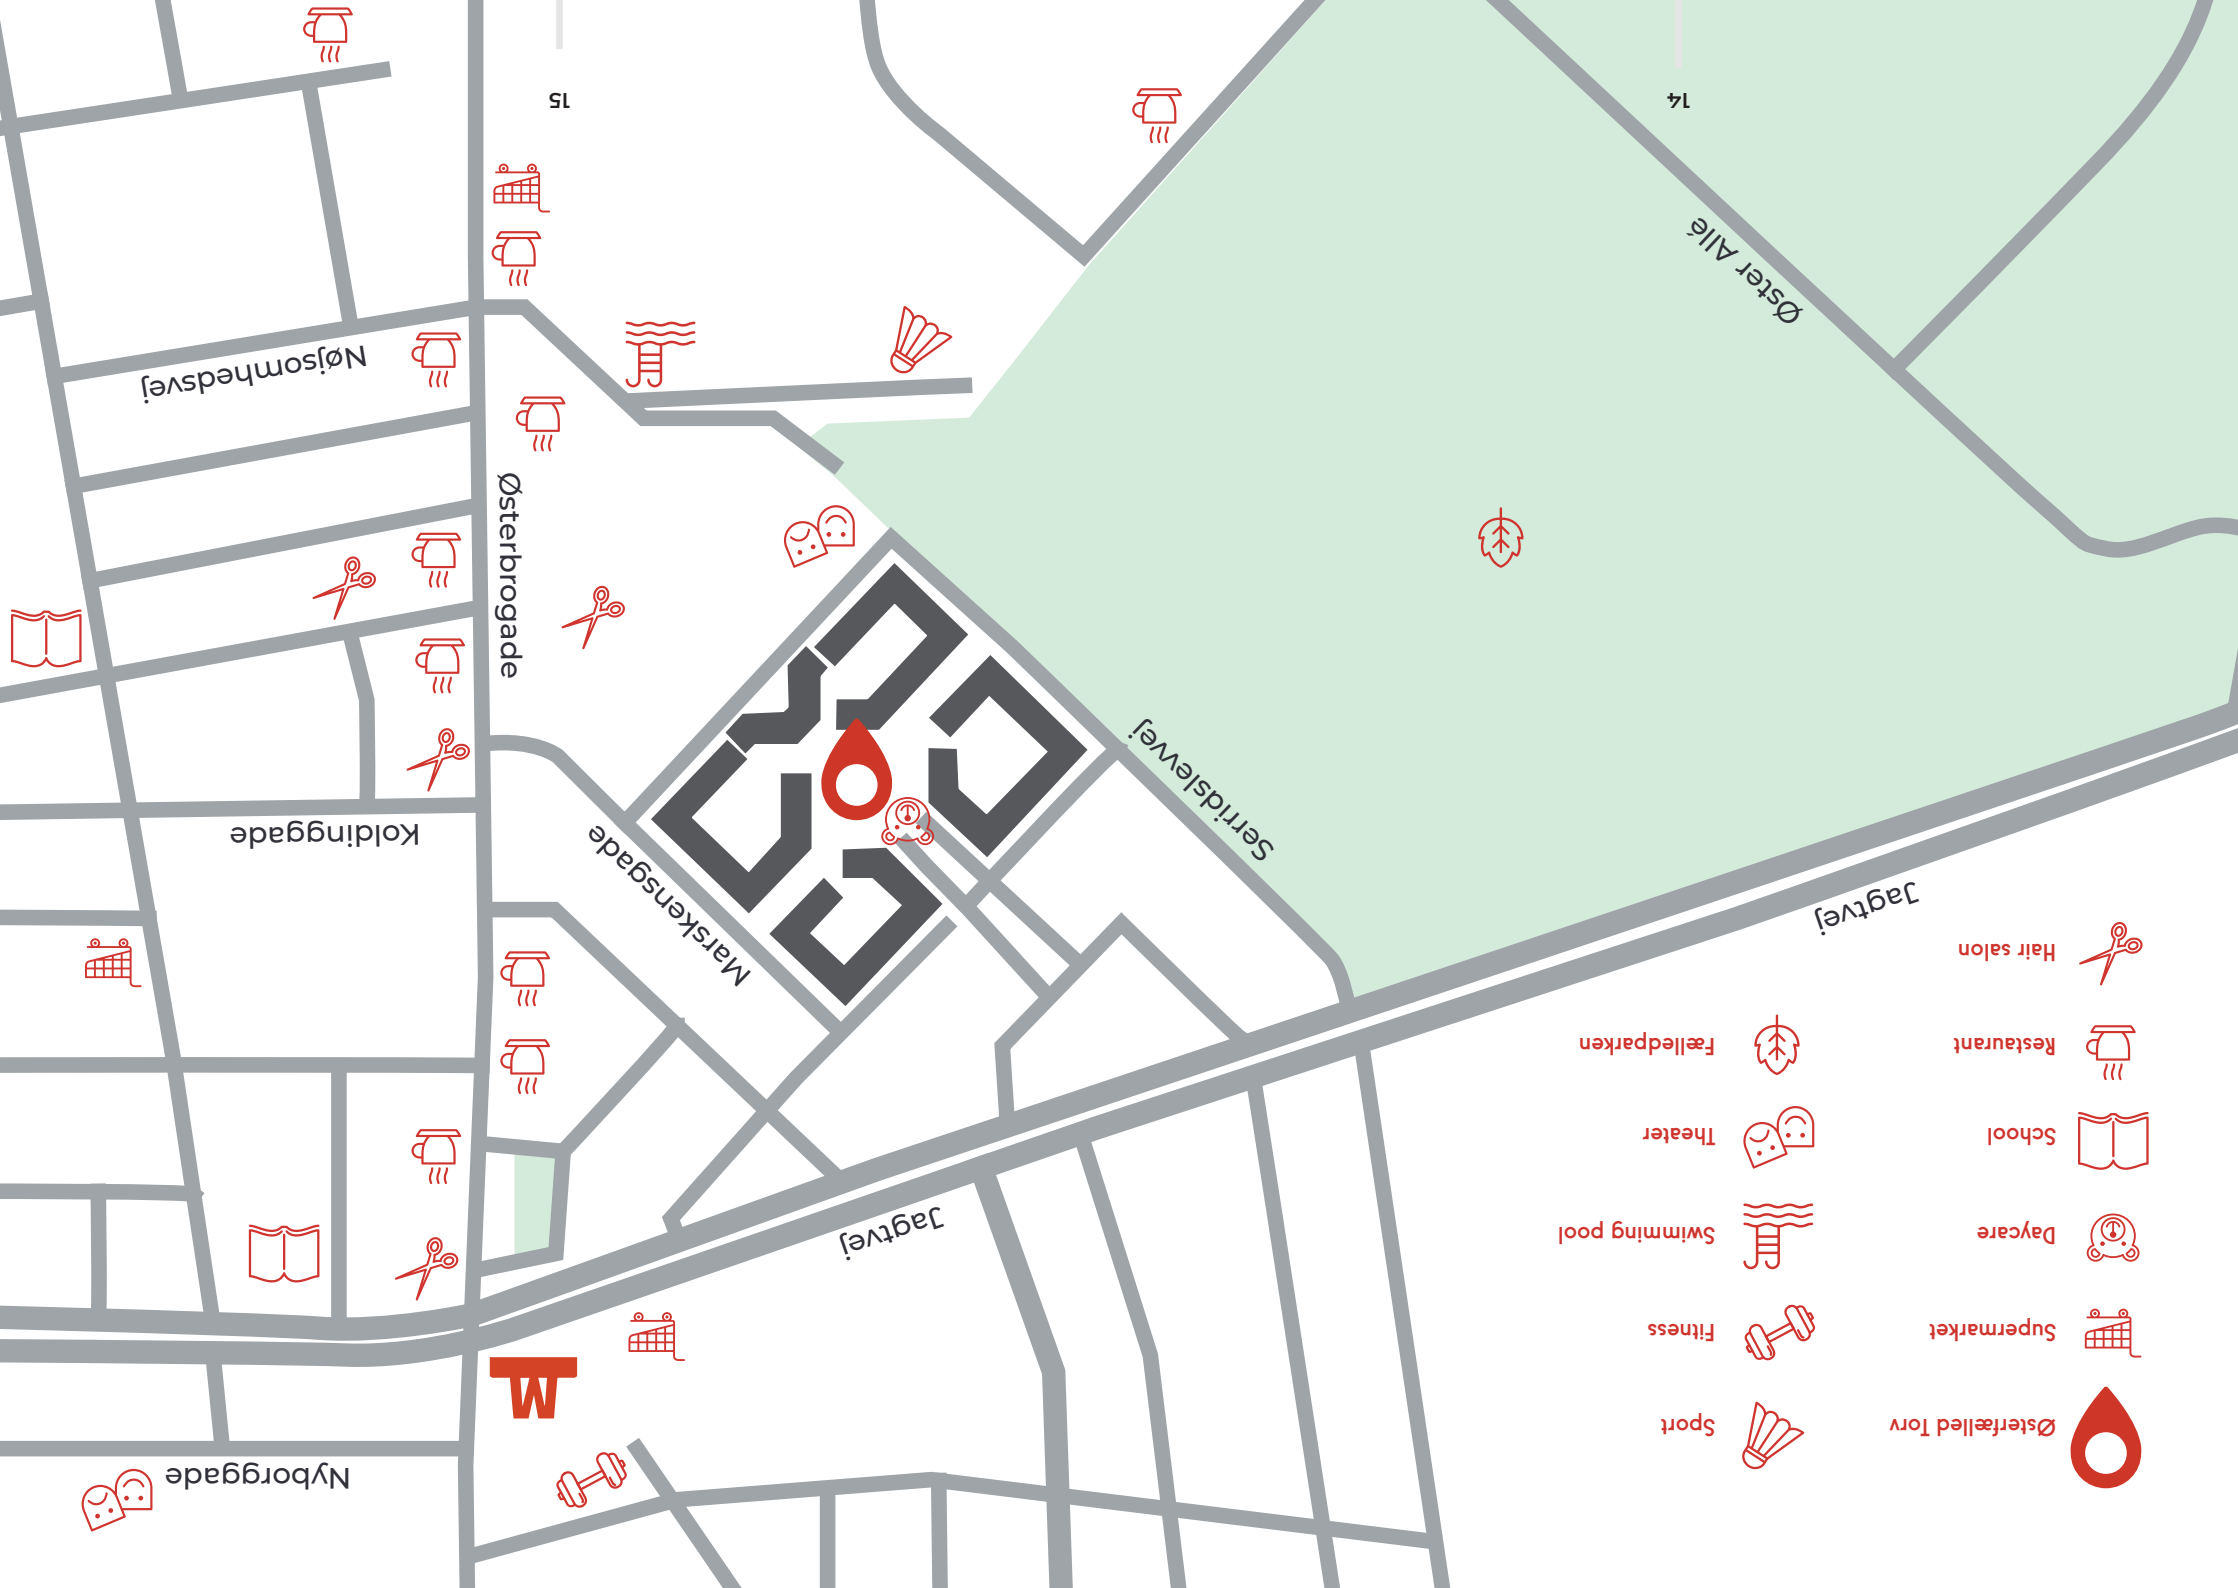 Østerfælled Torv
Supermarket
Daycare
School
Restaurant
Hair salon
Sport
Fitness
Swimming pool
Theater
Fælledparken
Jagtvej
Nyborggade
Jagtvej
Marskensgade
Serridslevvej
Koldinggade
Østerbrogade
Nøjsomhedsvej
Øster Allé
14
15
M